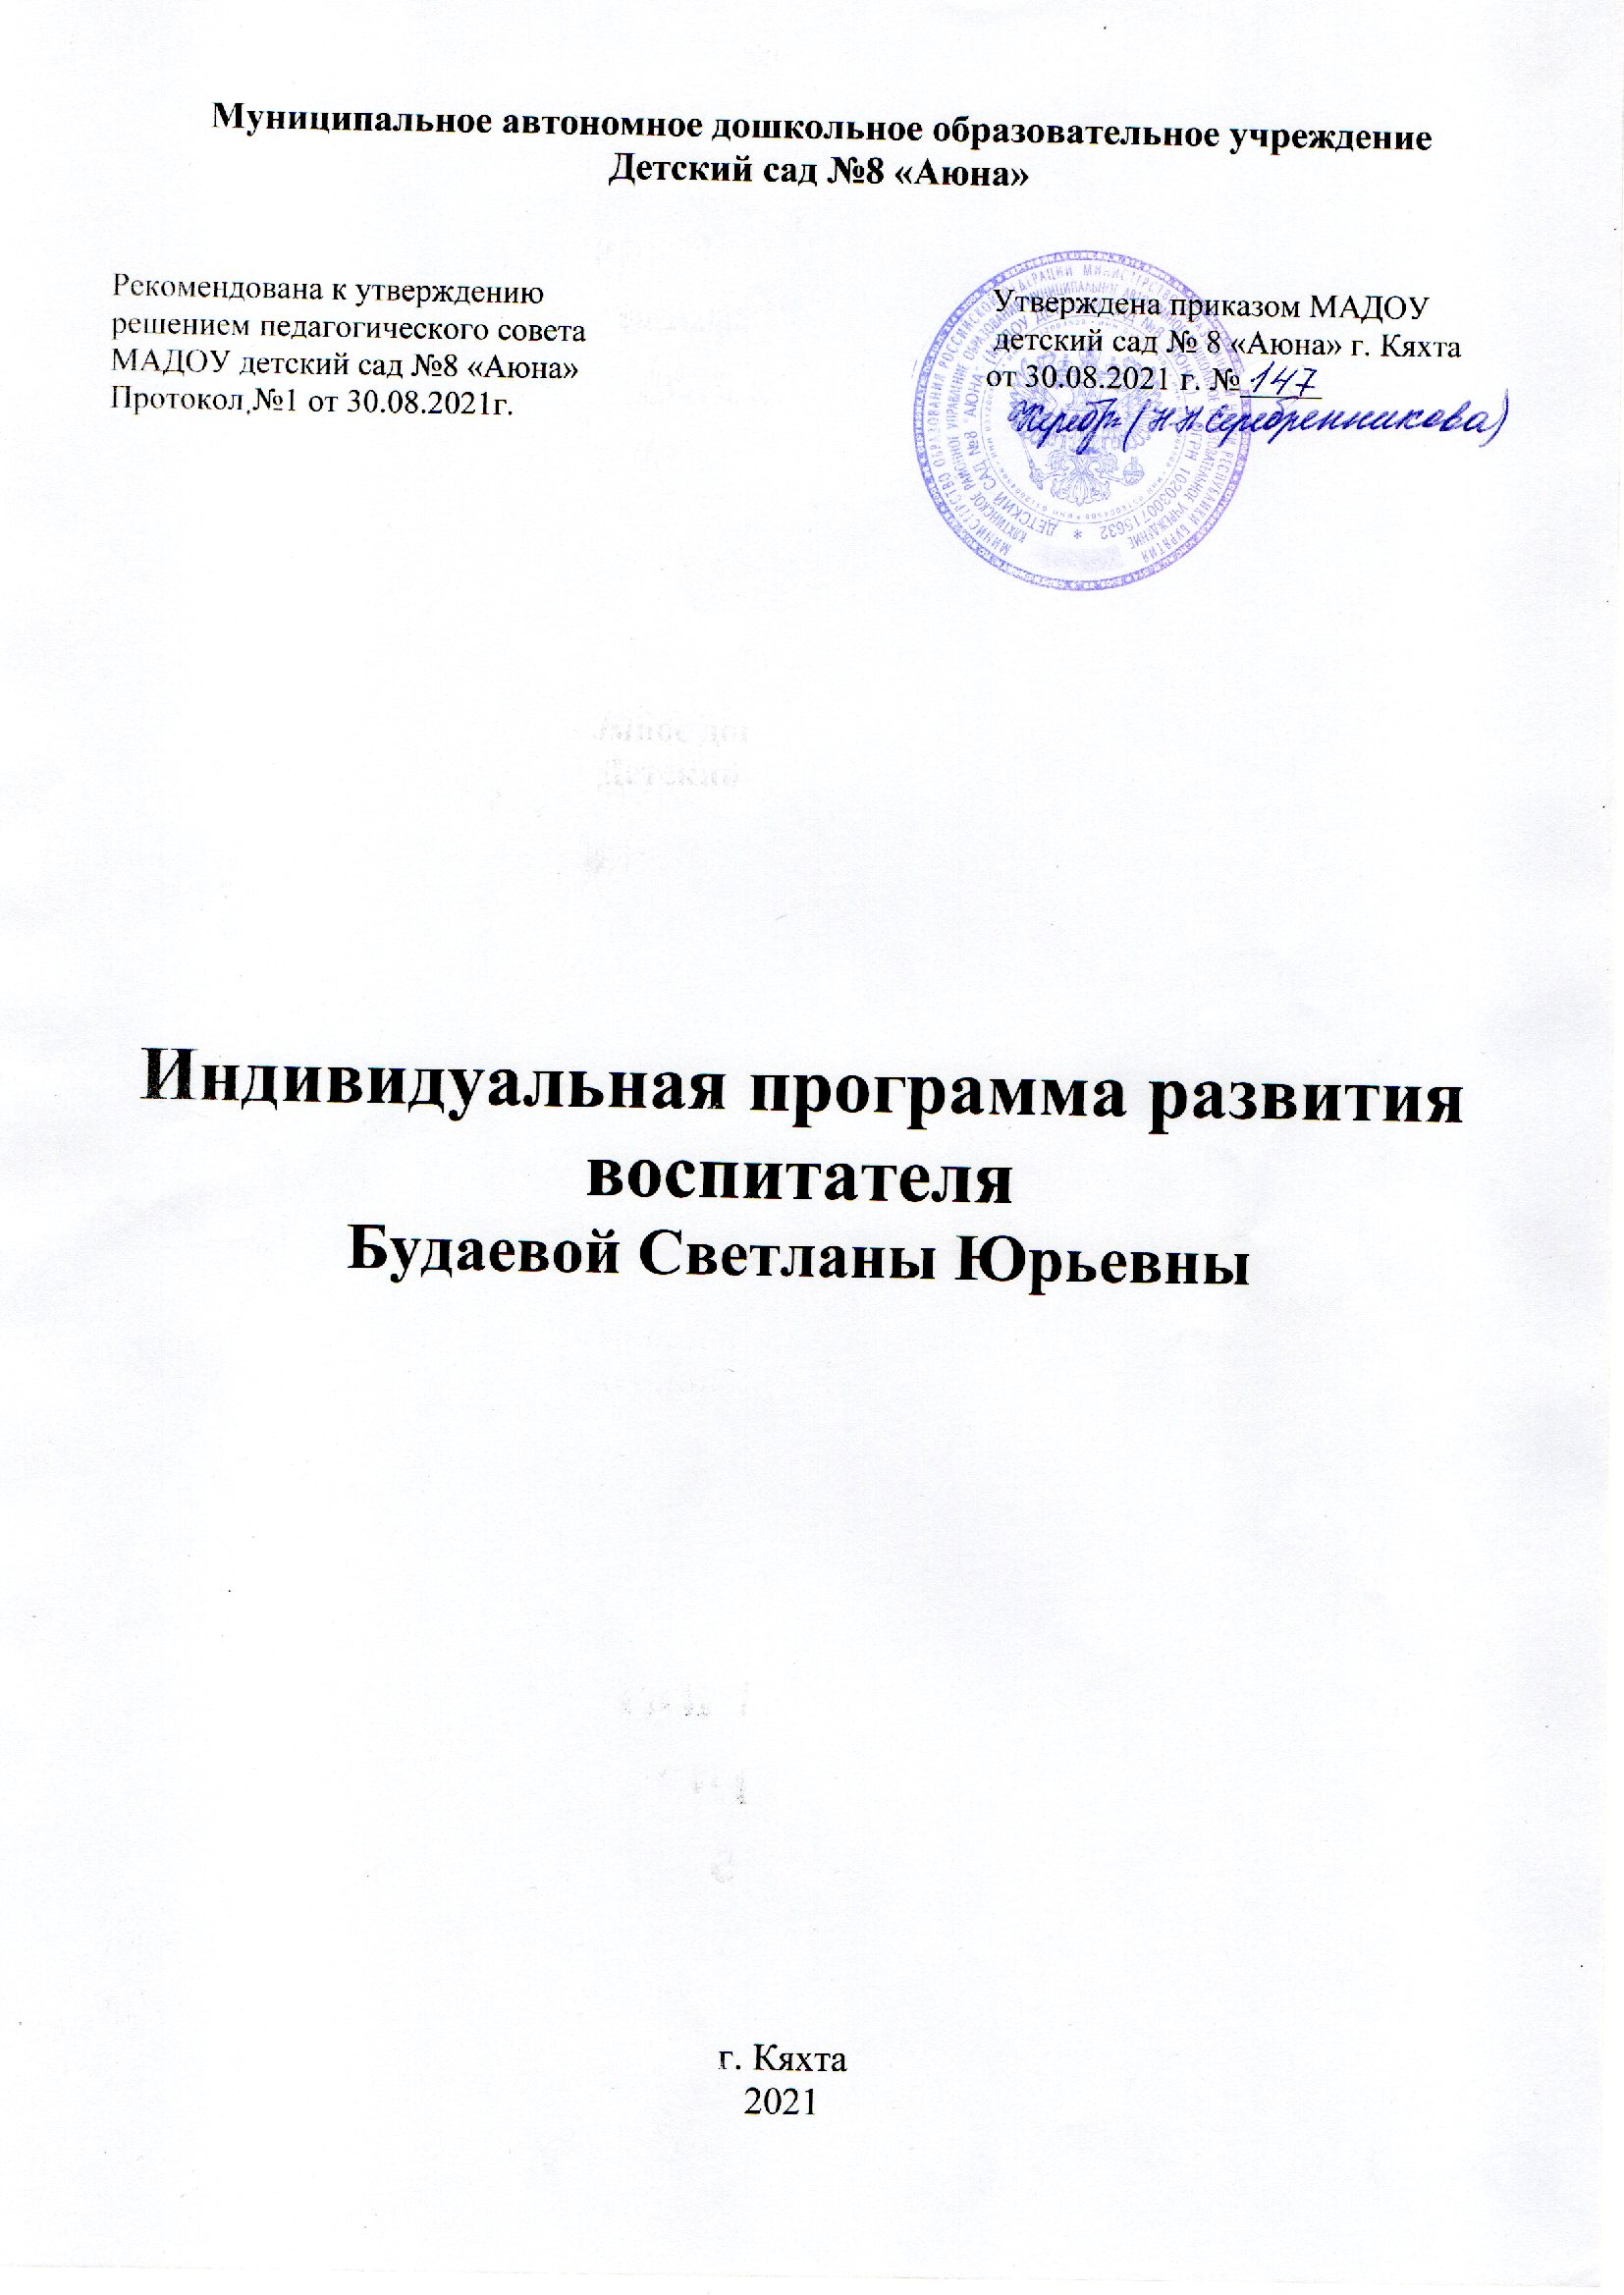 Муниципальное автономное дошкольное образовательное учреждение
Детский сад №8 «Аюна»
Рекомендована к утверждению
решением педагогического совета
МАДОУ детский сад №8 «Аюна»
Протокол №1 от 30.08.2021г.
Утверждена приказом МАДОУ
детский сад № 8 «Аюна» г. Кяхта
от 30.08.2021 г. № 147
(Н Н Серебренникова)
Индивидуальная программа развития
воспитателя
Будаевой Светланы Юрьевны
г. Кяхта
2021